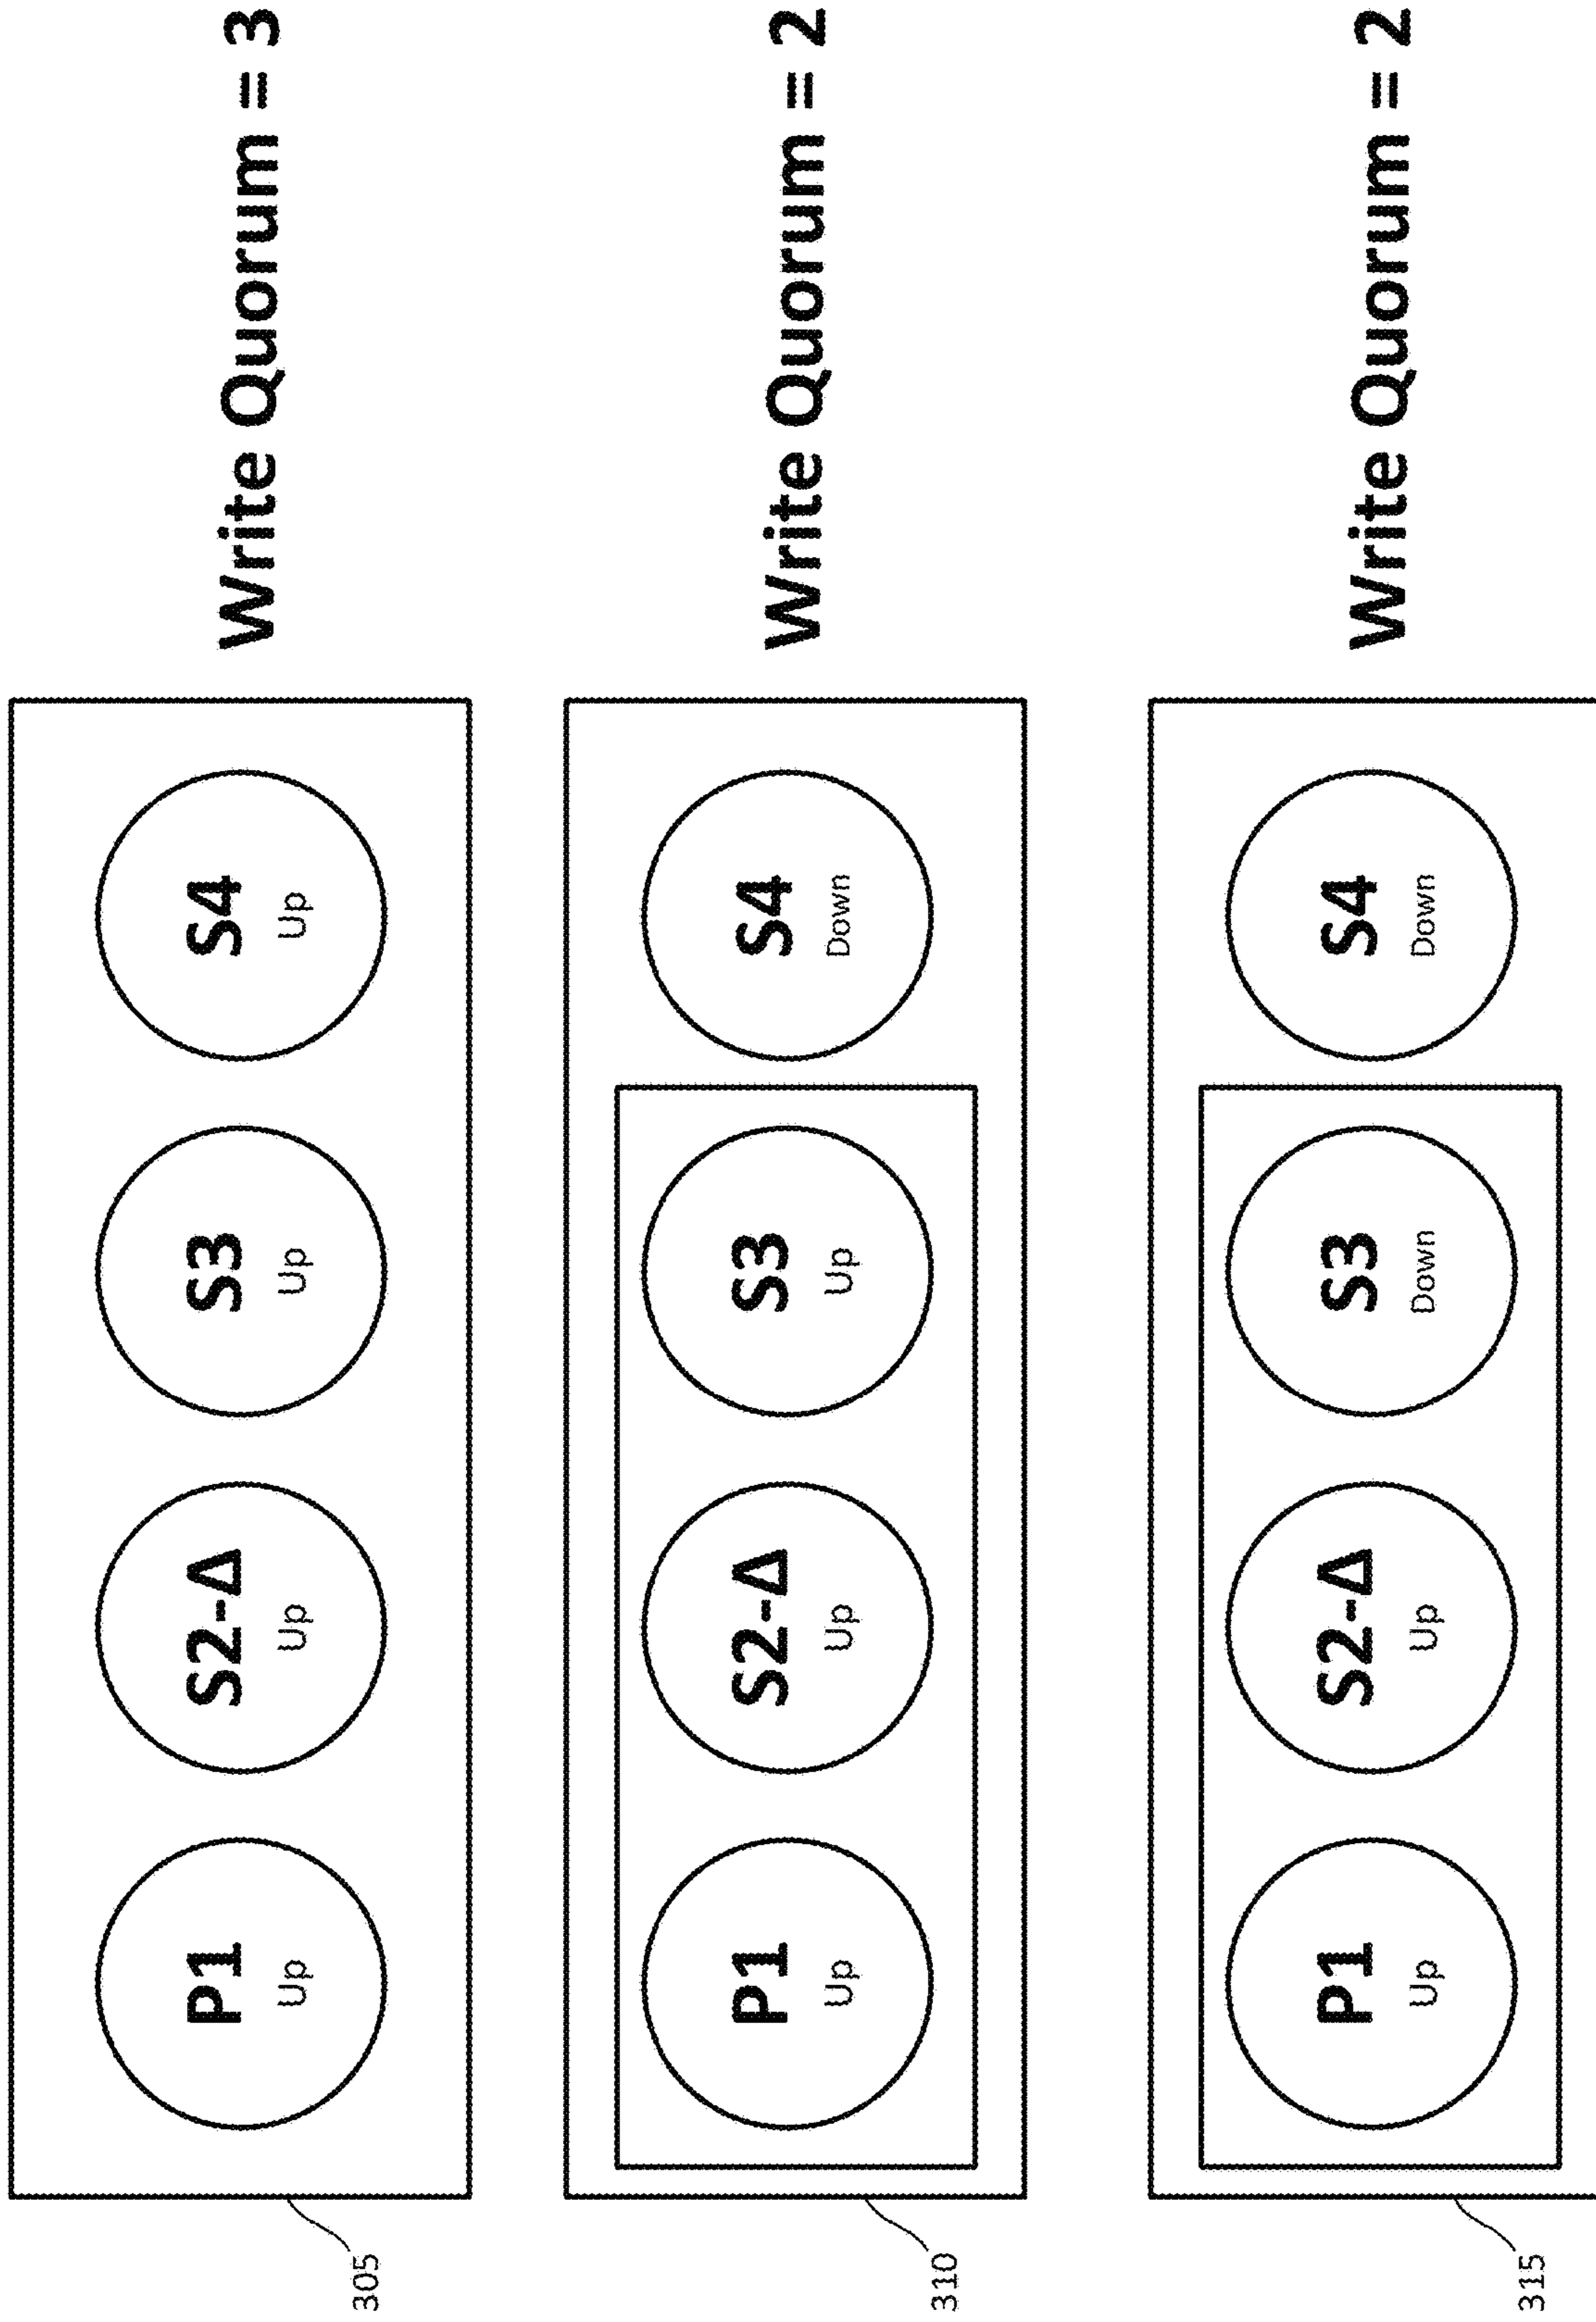 P1
Up
S2-Δ
Up
S3
Up
S4
Up
Write Quorum = 3
305
P1
Up
S2-Δ
Up
S3
Up
S4
Down
Write Quorum = 2
310
P1
Up
S2-Δ
Up
S3
Down
S4
Down
Write Quorum = 2
315